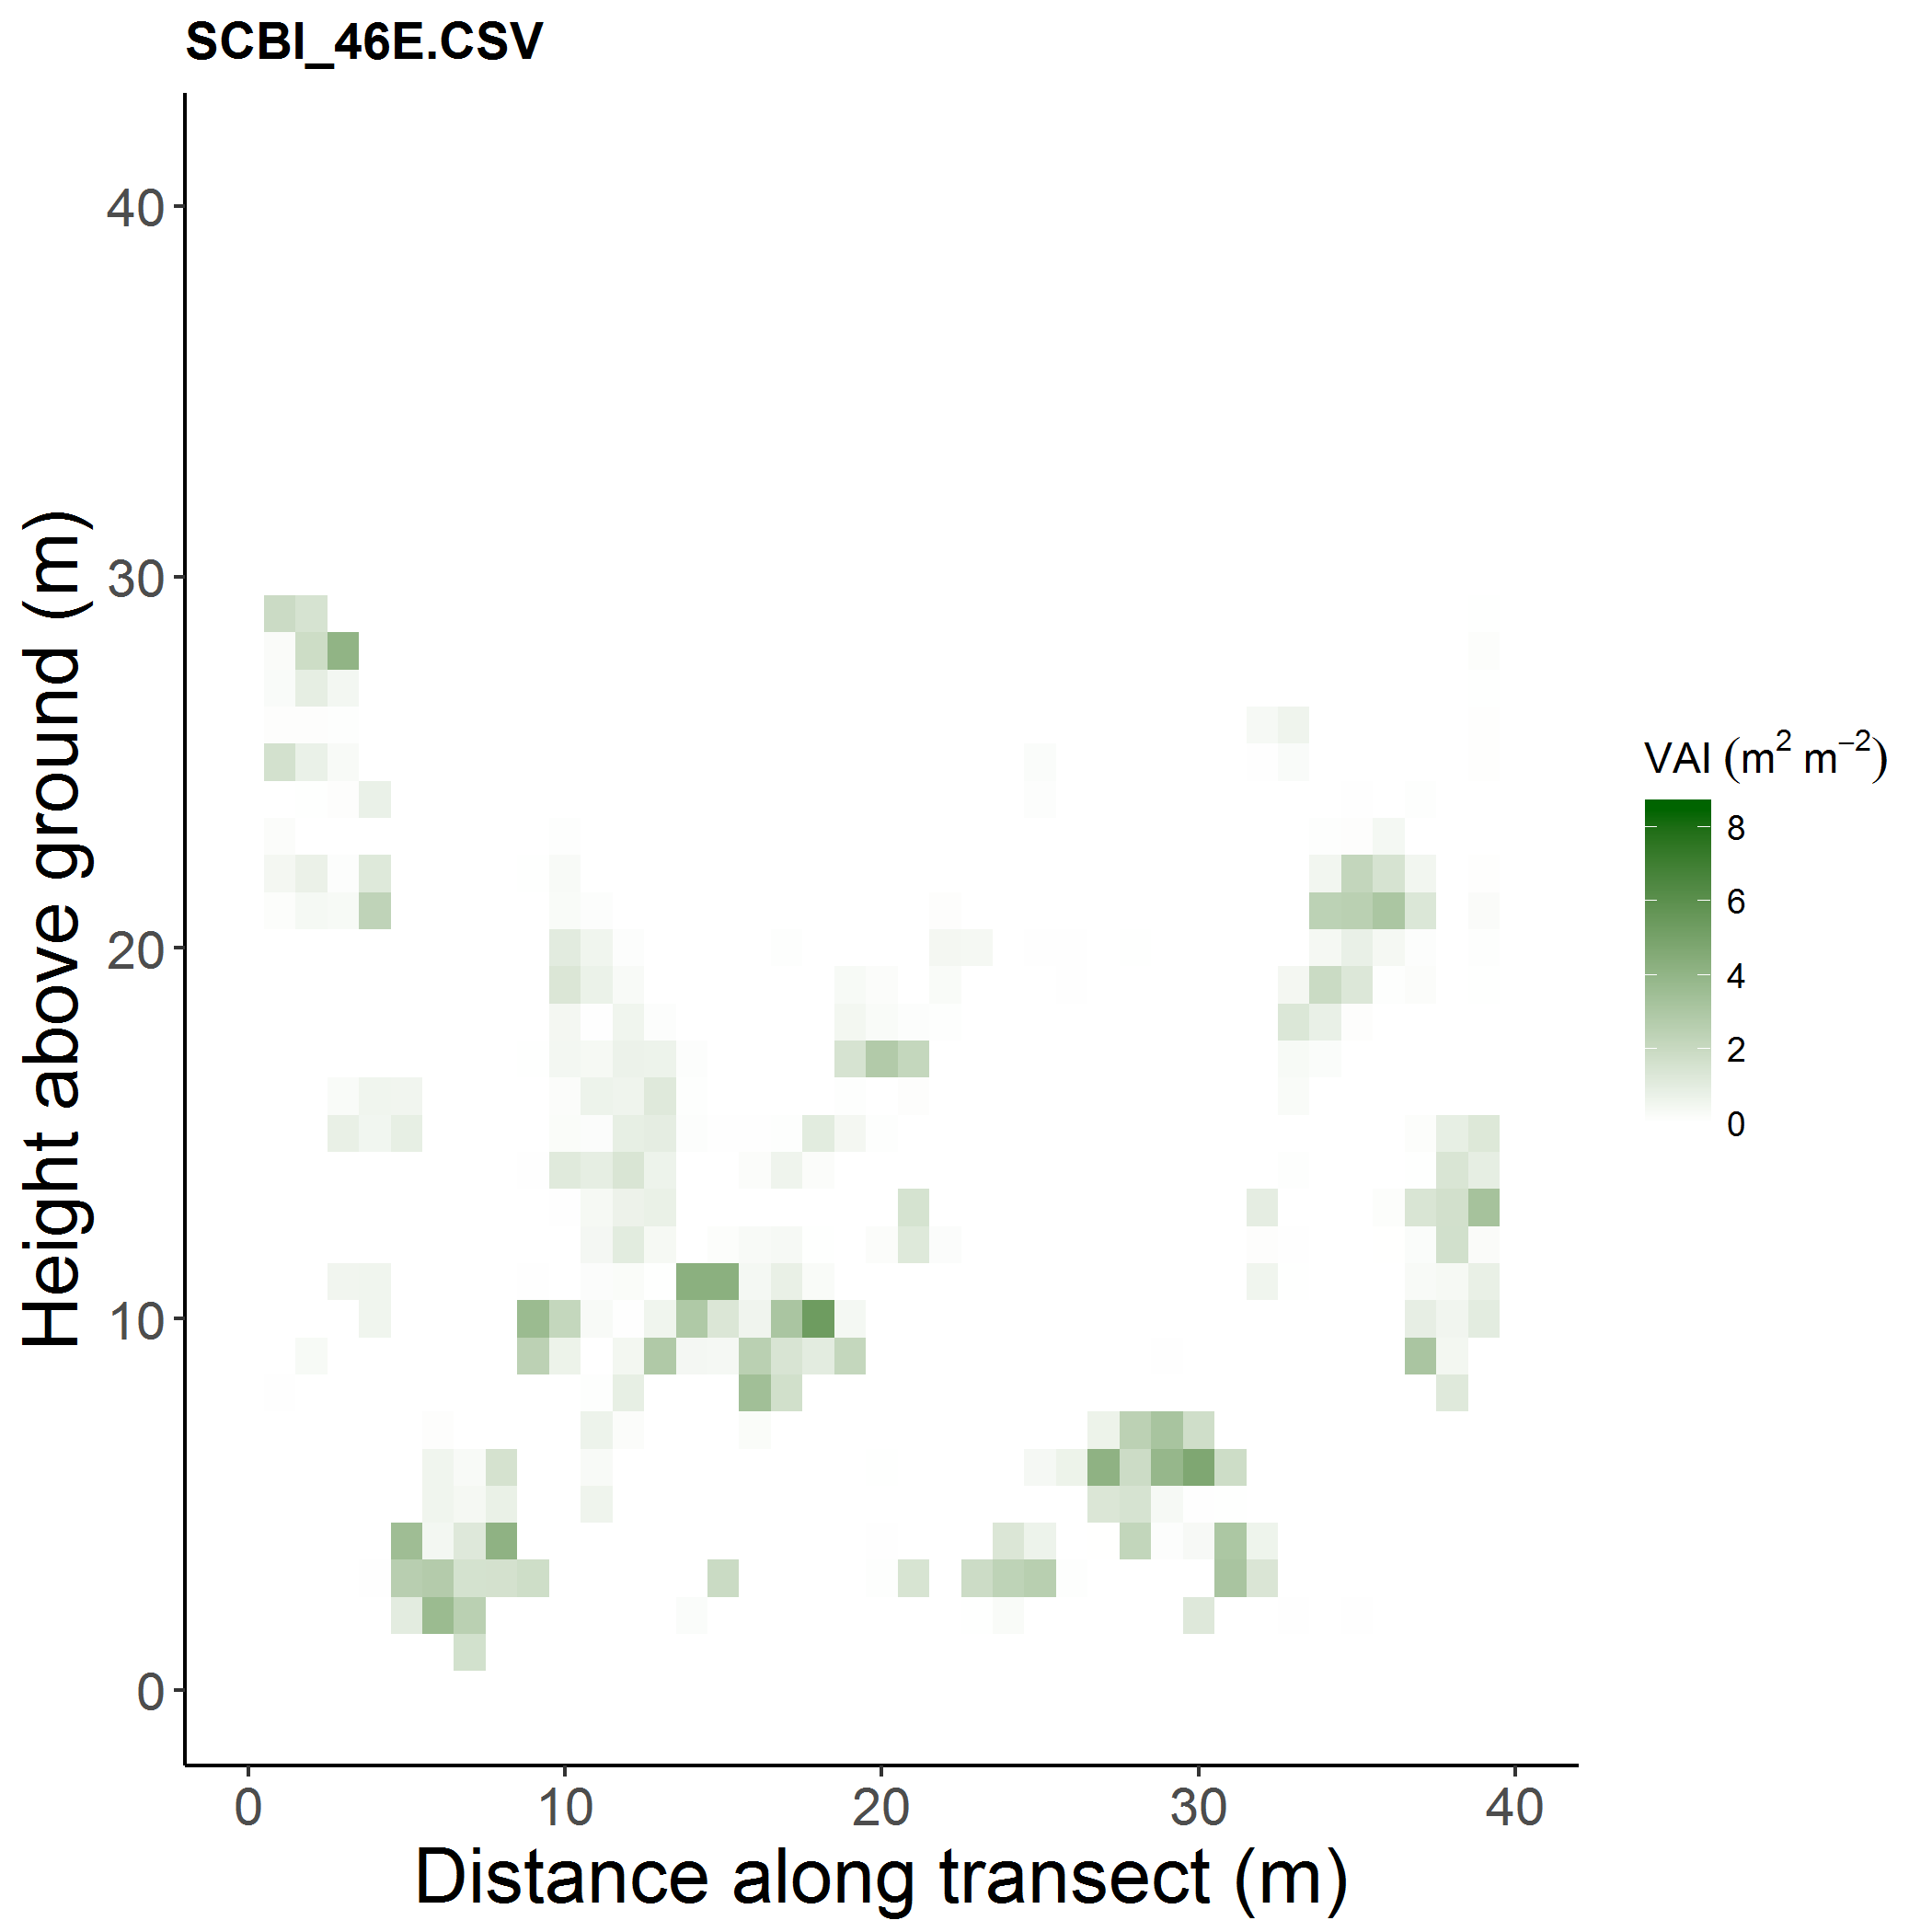 SCBI_46E.CSV
Height above ground (m)
40
30
20
10
0
0 10 20 30 40
Distance along transect (m)
VAI (m² m⁻²)
8
6
4
2
0